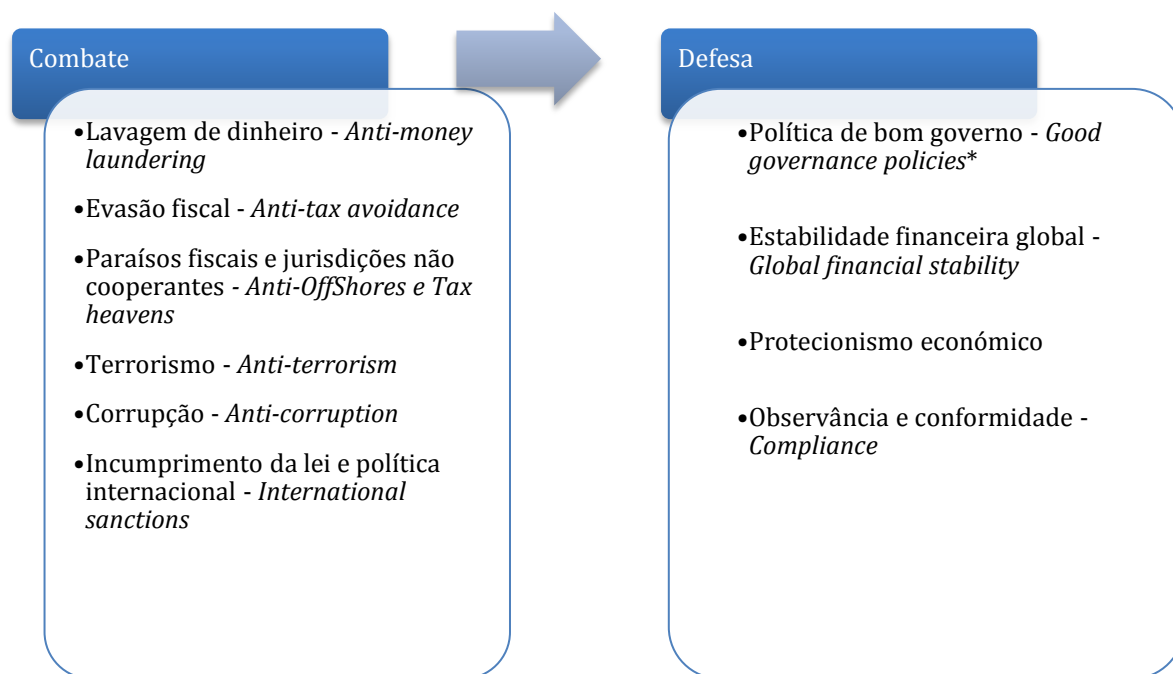 Combate
•Lavagem de dinheiro - Anti-money
laundering
•Evasão fiscal - Anti-tax avoidance
•Paraísos fiscais e jurisdições não
cooperantes - Anti-OffShores e Tax
heavens
•Terrorismo - Anti-terrorism
•Corrupção - Anti-corruption
•Incumprimento da lei e política
internacional - International
sanctions
Defesa
•Política de bom governo - Good
governance policies*
•Estabilidade financeira global -
Global financial stability
•Protecionismo económico
•Observância e conformidade -
Compliance